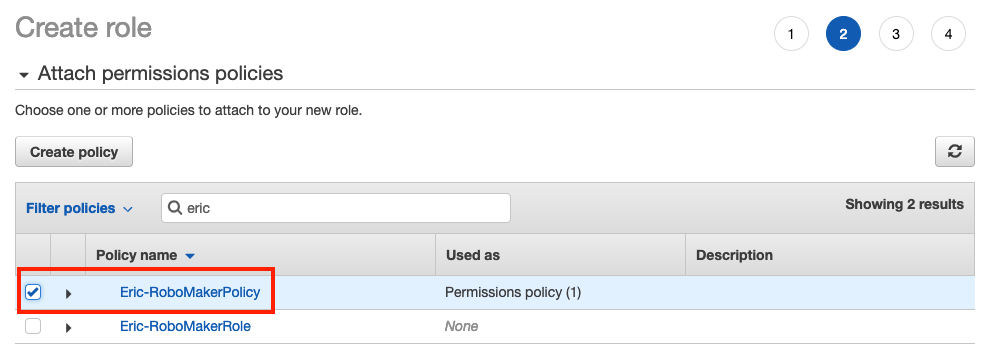 Create role
1 2 3 4
Attach permissions policies
Choose one or more policies to attach to your new role.
Create policy
Filter policies eric Showing 2 results
Policy name Used as Description
Eric-RoboMakerPolicy Permissions policy (1)
Eric-RoboMakerRole None